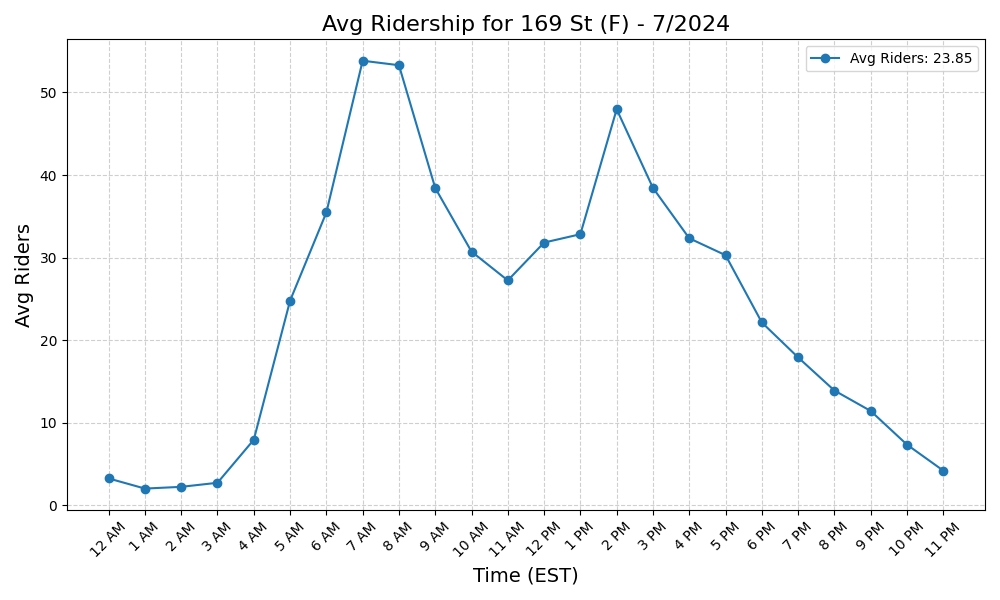 Avg Ridership for 169 St (F) - 7/2024
Avg Riders: 23.85
Avg Riders
50
40
30
20
10
0
12 AM
1 AM
2 AM
3 AM
4 AM
5 AM
6 AM
7 AM
8 AM
9 AM
10 AM
11 AM
12 PM
1 PM
2 PM
3 PM
4 PM
5 PM
6 PM
7 PM
8 PM
9 PM
10 PM
11 PM
Time (EST)